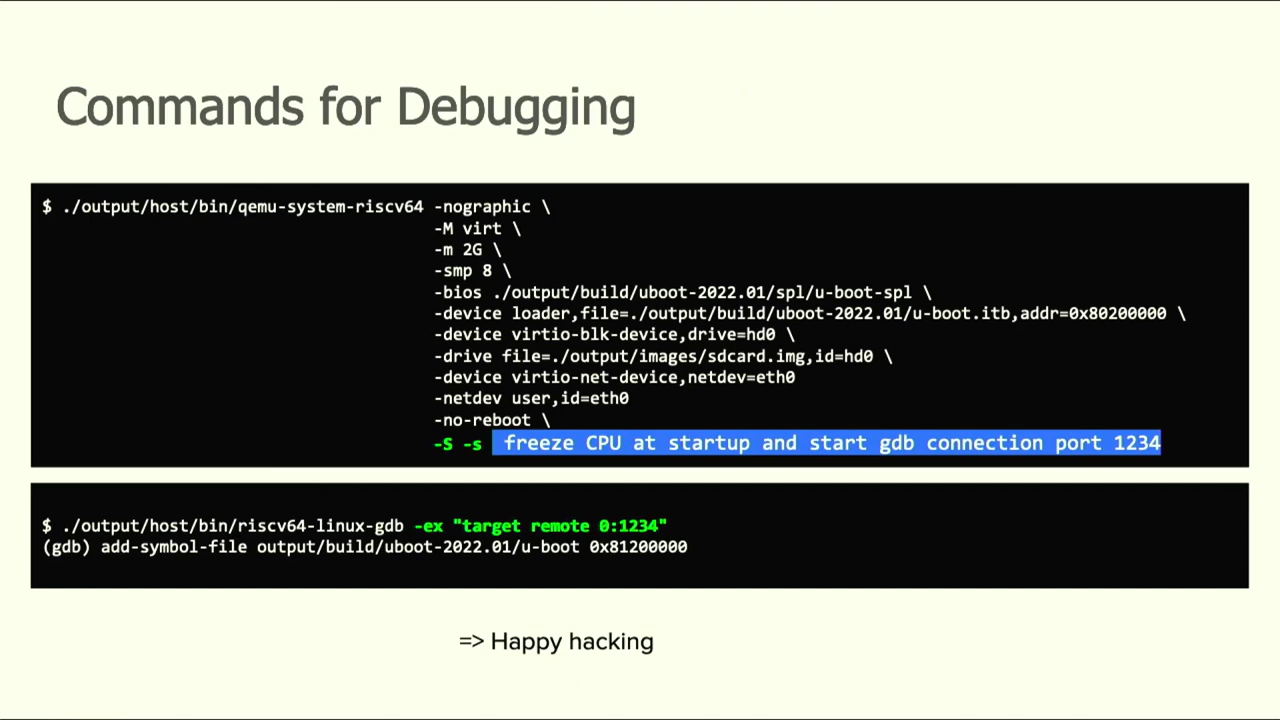 Commands for Debugging
$ ./output/host/bin/qemu-system-riscv64 -nographic \
-M virt \
-m 2G \
-smp 8 \
-bios ./output/build/uboot-2022.01/spl/u-boot-spl \
-device loader,file=./output/build/uboot-2022.01/u-boot.itb,addr=0x80200000 \
-device virtio-blk-device,drive=hd0 \
-drive file=./output/images/sdcard.img,id=hd0 \
-device virtio-net-device,netdev=eth0
-netdev user,id=eth0
-no-reboot \
-S -s freeze CPU at startup and start gdb connection port 1234
$ ./output/host/bin/riscv64-linux-gdb -ex "target remote 0:1234"
(gdb) add-symbol-file output/build/uboot-2022.01/u-boot 0x81200000
=> Happy hacking